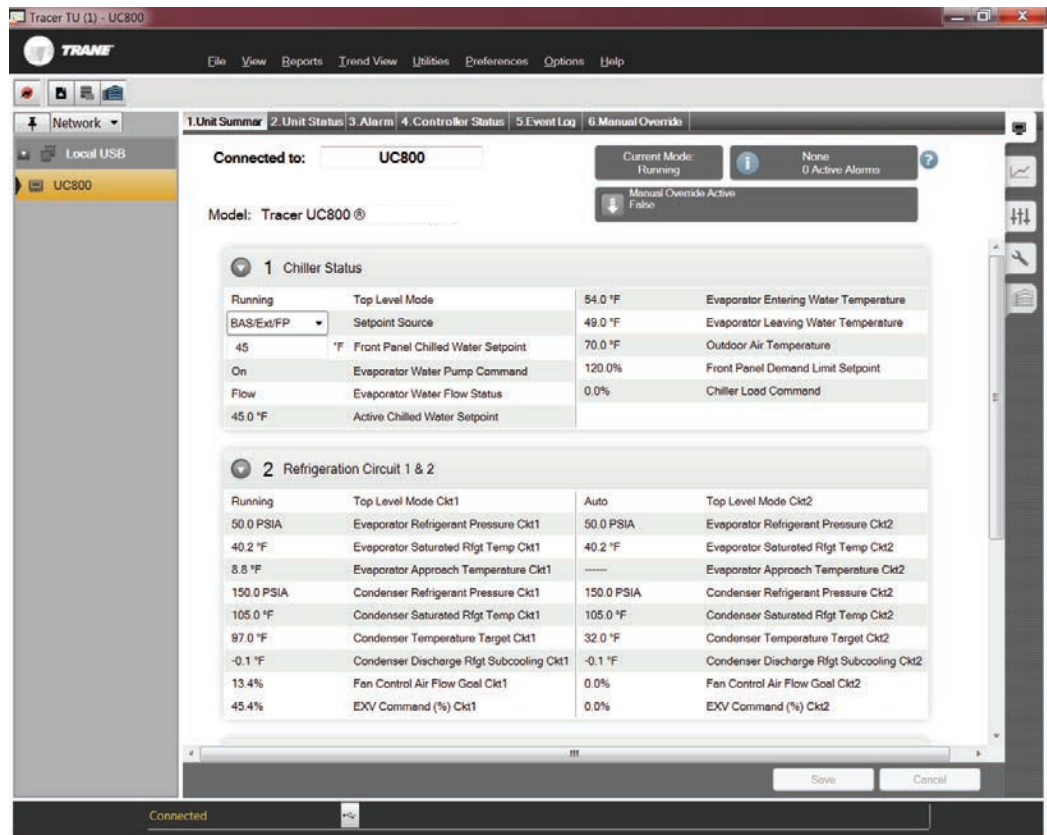 Tracer TU (1) - UC800
TRANE
File View Reports Trend View Utilities Preferences Options Help
Network
Local USB
UC800
1.Unit Summar 2.Unit Status 3.Alarm 4.Controller Status 5.Event Log 6.Manual Override
Connected to: UC800
Current Mode:
Running
None
0 Active Alarms
?
Manual Override Active
False
Model: Tracer UC800 ®
1 Chiller Status
Running Top Level Mode 54.0 °F Evaporator Entering Water Temperature
BAS/Ext/FP Setpoint Source 49.0 °F Evaporator Leaving Water Temperature
45 °F Front Panel Chilled Water Setpoint 70.0 °F Outdoor Air Temperature
On Evaporator Water Pump Command 120.0% Front Panel Demand Limit Setpoint
Flow Evaporator Water Flow Status 0.0% Chiller Load Command
45.0 °F Active Chilled Water Setpoint
2 Refrigeration Circuit 1 & 2
Running Top Level Mode Ckt1 Auto Top Level Mode Ckt2
50.0 PSIA Evaporator Refrigerant Pressure Ckt1 50.0 PSIA Evaporator Refrigerant Pressure Ckt2
40.2 °F Evaporator Saturated Rfgt Temp Ckt1 40.2 °F Evaporator Saturated Rfgt Temp Ckt2
8.8 °F Evaporator Approach Temperature Ckt1 ------ Evaporator Approach Temperature Ckt2
150.0 PSIA Condenser Refrigerant Pressure Ckt1 150.0 PSIA Condenser Refrigerant Pressure Ckt2
105.0 °F Condenser Saturated Rfgt Temp Ckt1 105.0 °F Condenser Saturated Rfgt Temp Ckt2
97.0 °F Condenser Temperature Target Ckt1 32.0 °F Condenser Temperature Target Ckt2
-0.1 °F Condenser Discharge Rfgt Subcooling Ckt1 -0.1 °F Condenser Discharge Rfgt Subcooling Ckt2
13.4% Fan Control Air Flow Goal Ckt1 0.0% Fan Control Air Flow Goal Ckt2
45.4% EXV Command (%) Ckt1 0.0% EXV Command (%) Ckt2
Save Cancel
Connected